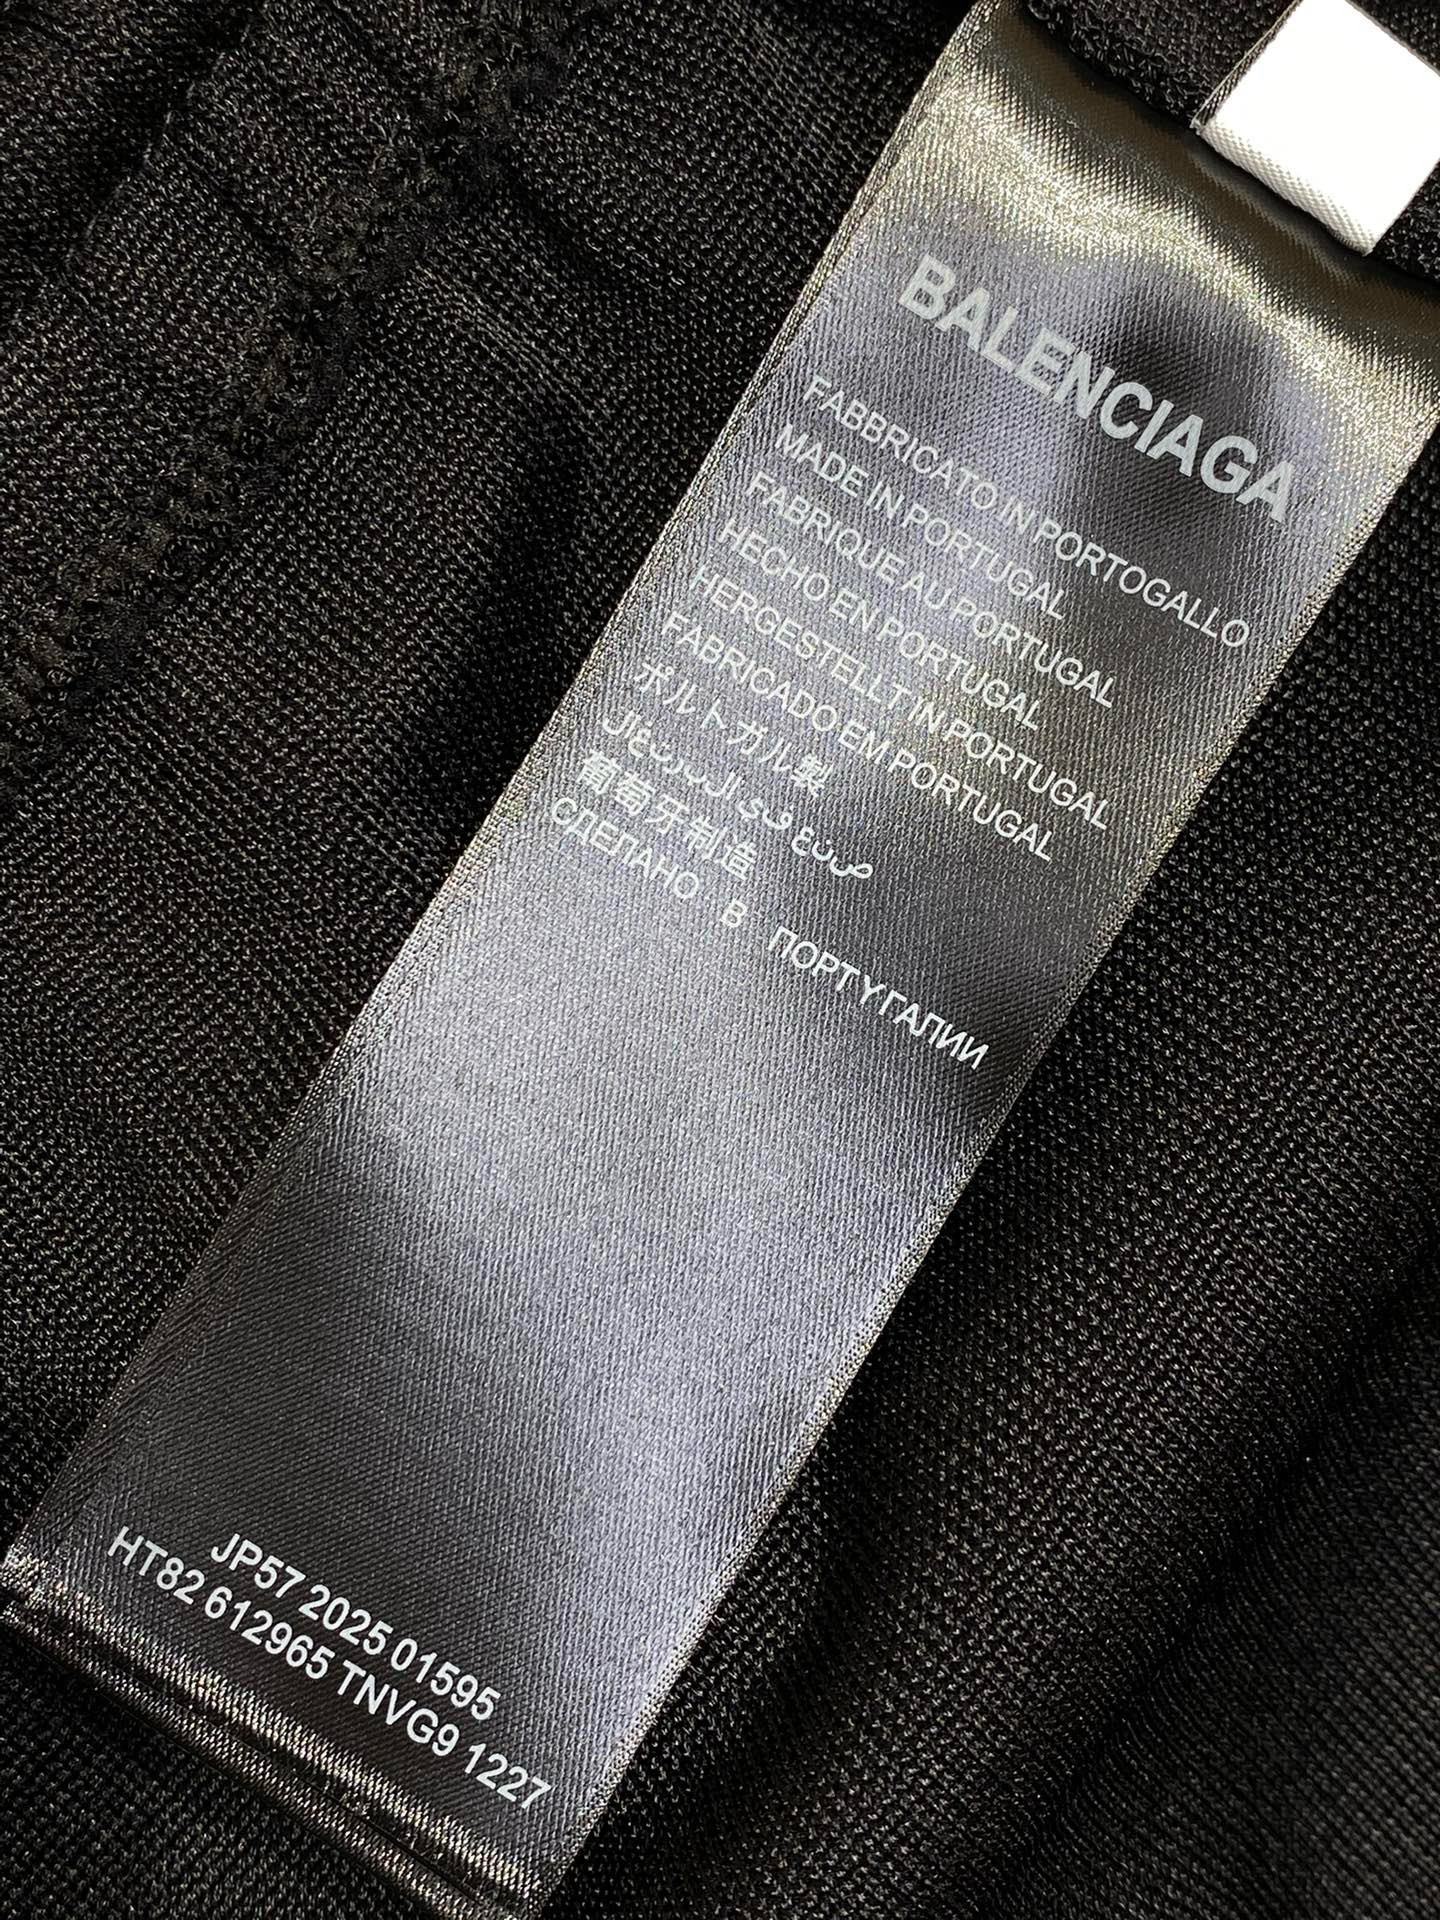 BALENCIAGA
FABBRICATO IN PORTOGALLO
MADE IN PORTUGAL
FABRIQUE AU PORTUGAL
HECHO EN PORTUGAL
HERGESTELLT IN PORTUGAL
FABRICADO EM PORTUGAL
ポルトガル製
صنع فى البرتغال
葡萄牙制造
СДЕЛАНО В ПОРТУГАЛИИ
JP57 2025 01595
HT82 612965 TNVG9 1227